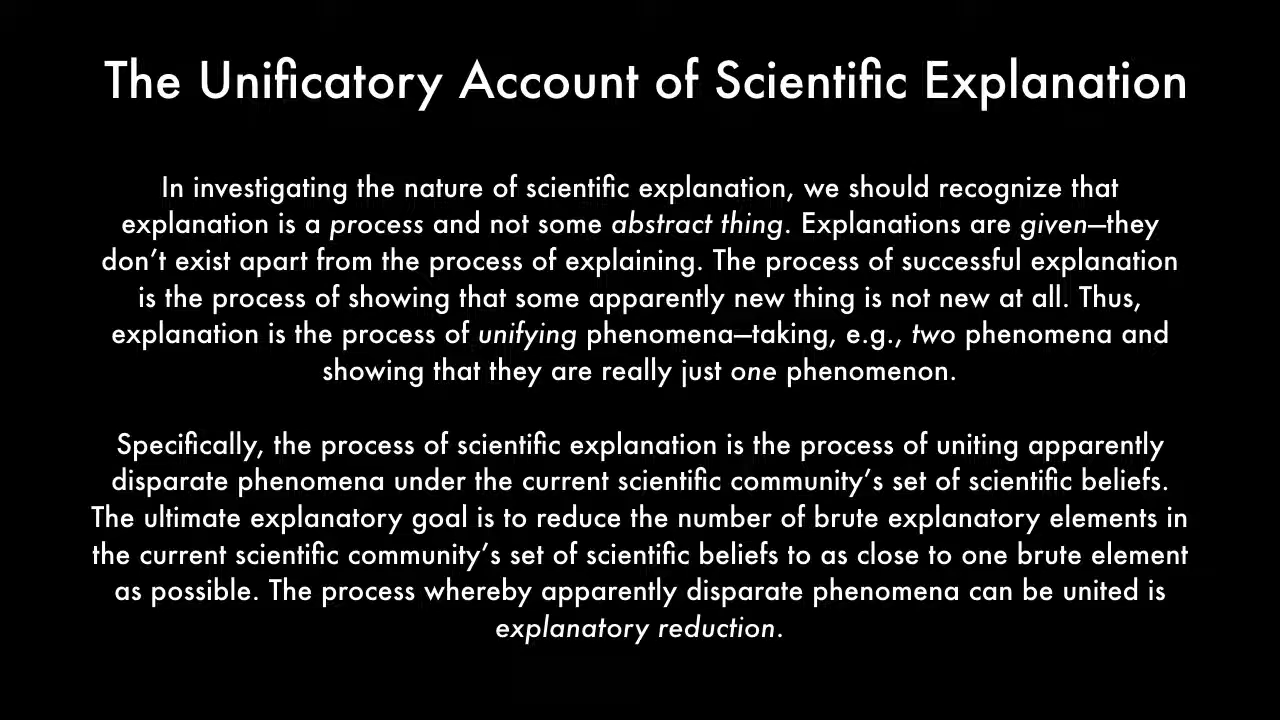 The Unificatory Account of Scientific Explanation
In investigating the nature of scientific explanation, we should recognize that
explanation is a process and not some abstract thing. Explanations are given—they
don’t exist apart from the process of explaining. The process of successful explanation
is the process of showing that some apparently new thing is not new at all. Thus,
explanation is the process of unifying phenomena—taking, e.g., two phenomena and
showing that they are really just one phenomenon.
Specifically, the process of scientific explanation is the process of uniting apparently
disparate phenomena under the current scientific community’s set of scientific beliefs.
The ultimate explanatory goal is to reduce the number of brute explanatory elements in
the current scientific community’s set of scientific beliefs to as close to one brute element
as possible. The process whereby apparently disparate phenomena can be united is
explanatory reduction.